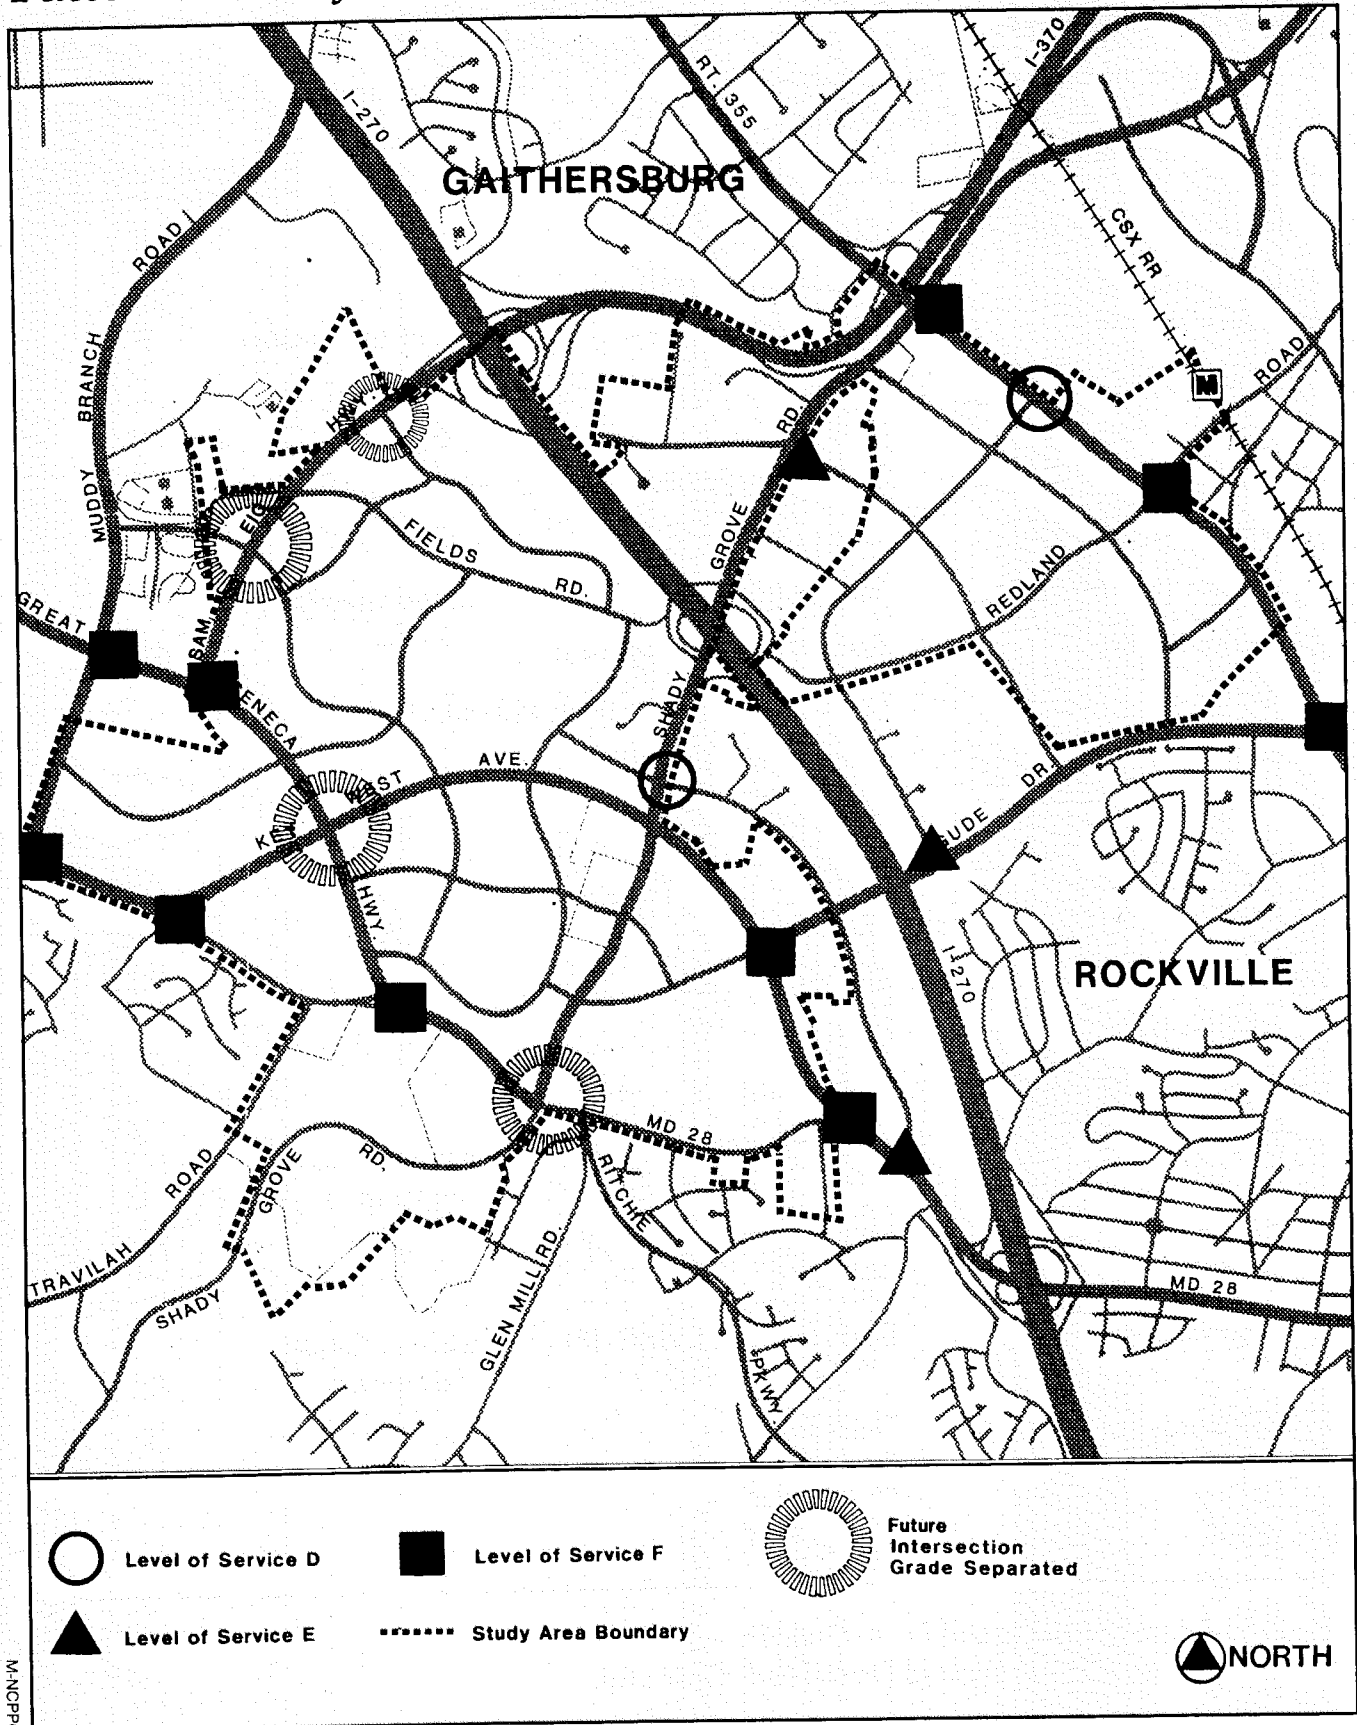 I-370
RT. 355
I-270
GAITHERSBURG
CSX RR
ROAD
BRANCH
MUDDY
HWY.
RD.
ROAD
M
GROVE
FIELDS
RD.
REDLAND
EIG
SAM
GREAT
SENECA
SHADY
WEST
AVE.
KEY
DR.
GUDE
HWY.
I-270
ROCKVILLE
MD 28
ROAD
GROVE
RD.
RITCHIE
TRAVILAH
SHADY
GLEN MILL RD.
PKWY.
MD 28
Level of Service D
Level of Service F
Future
Intersection
Grade Separated
Level of Service E
Study Area Boundary
NORTH
M-NCPP